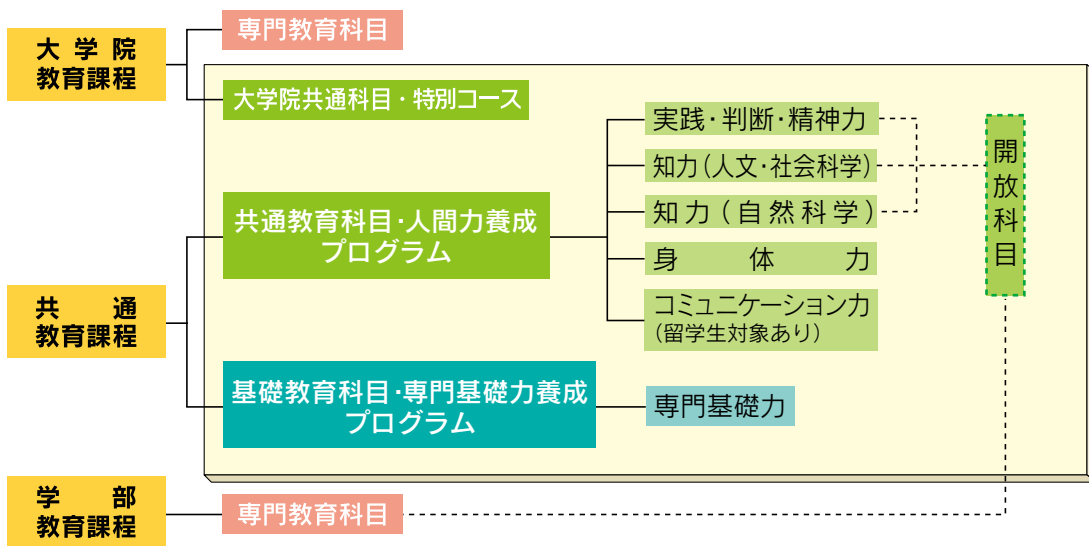 大学院
教育課程
専門教育科目
大学院共通科目・特別コース
共通
教育課程
共通教育科目・人間力養成
プログラム
実践・判断・精神力
知力(人文・社会科学)
知力(自然科学)
身体力
コミュニケーション力
(留学生対象あり)
開放科目
基礎教育科目・専門基礎力養成
プログラム
専門基礎力
学部
教育課程
専門教育科目